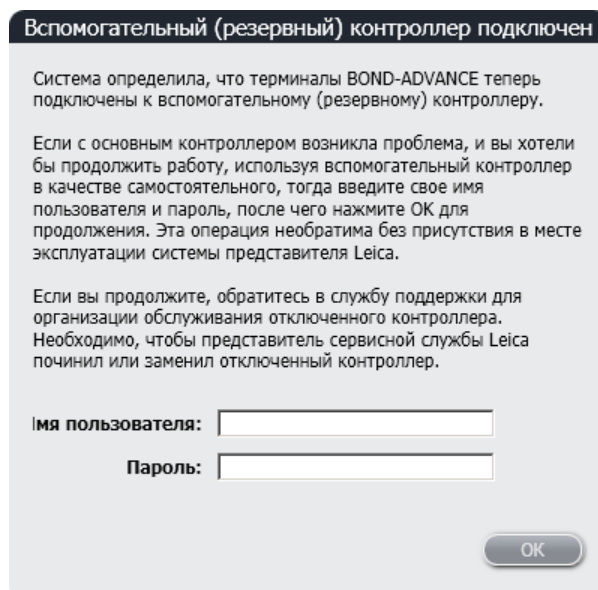 Вспомогательный (резервный) контроллер подключен
Система определила, что терминалы BOND-ADVANCE теперь
подключены к вспомогательному (резервному) контроллеру.
Если с основным контроллером возникла проблема, и вы хотели
бы продолжить работу, используя вспомогательный контроллер
в качестве самостоятельного, тогда введите свое имя
пользователя и пароль, после чего нажмите OK для
продолжения. Эта операция необратима без присутствия в месте
эксплуатации системы представителя Leica.
Если вы продолжите, обратитесь в службу поддержки для
организации обслуживания отключенного контроллера.
Необходимо, чтобы представитель сервисной службы Leica
починил или заменил отключенный контроллер.
Имя пользователя:
Пароль:
OK